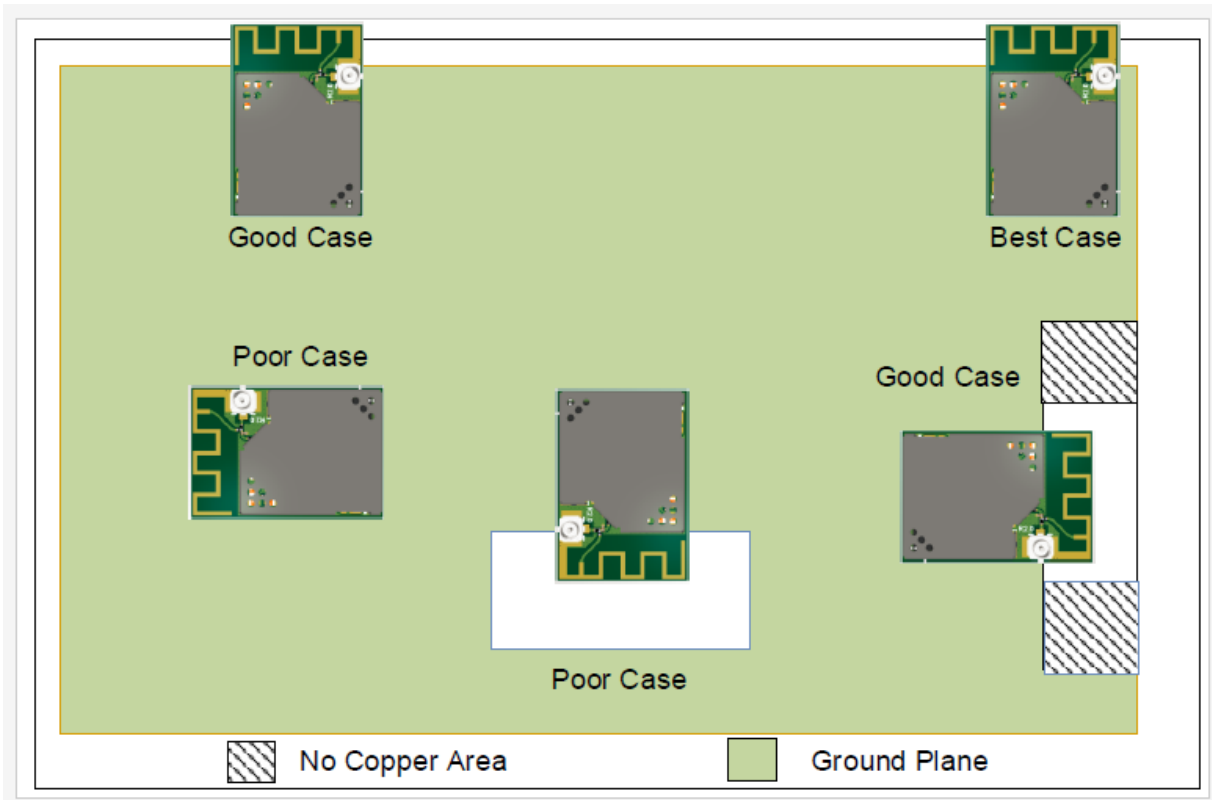 Good Case
Best Case
Poor Case
Good Case
Poor Case
No Copper Area
Ground Plane